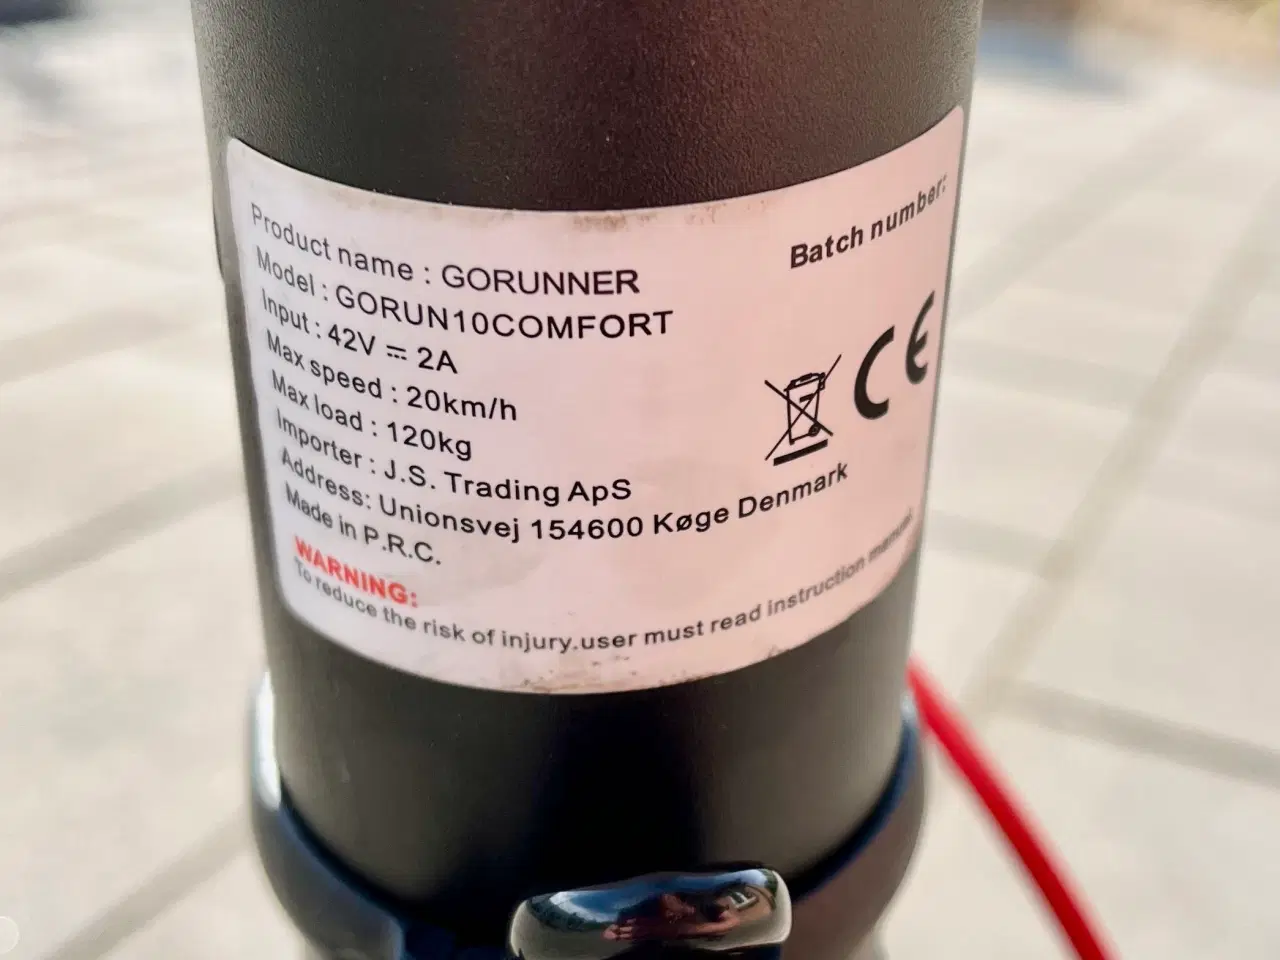 Product name : GORUNNER
Batch number:
Model : GORUN10COMFORT
Input : 42V ⎓ 2A
Max speed : 20km/h
Max load : 120kg
Importer : J.S. Trading ApS
Address: Unionsvej 154600 Køge Denmark
Made in P.R.C.
CE
WARNING:
To reduce the risk of injury.user must read instruction manual.